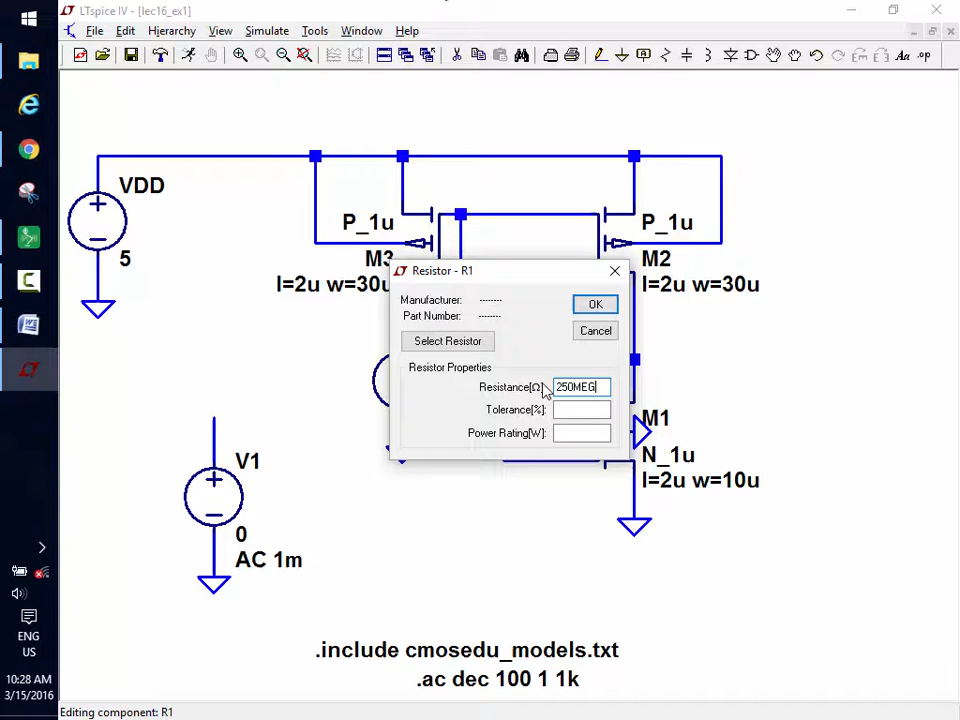 LTspice IV - [lec16_ex1]
File Edit Hierarchy View Simulate Tools Window Help
Aa .op
VDD
5
P_1u
M3
l=2u w=30u
P_1u
M2
l=2u w=30u
Resistor - R1
Manufacturer: --------
Part Number: --------
OK
Cancel
Select Resistor
Resistor Properties
Resistance[Ω]: 250MEG
Tolerance[%]:
Power Rating[W]:
M1
N_1u
l=2u w=10u
V1
0
AC 1m
.include cmosedu_models.txt
.ac dec 100 1 1k
ENG
US
10:28 AM
3/15/2016
Editing component: R1